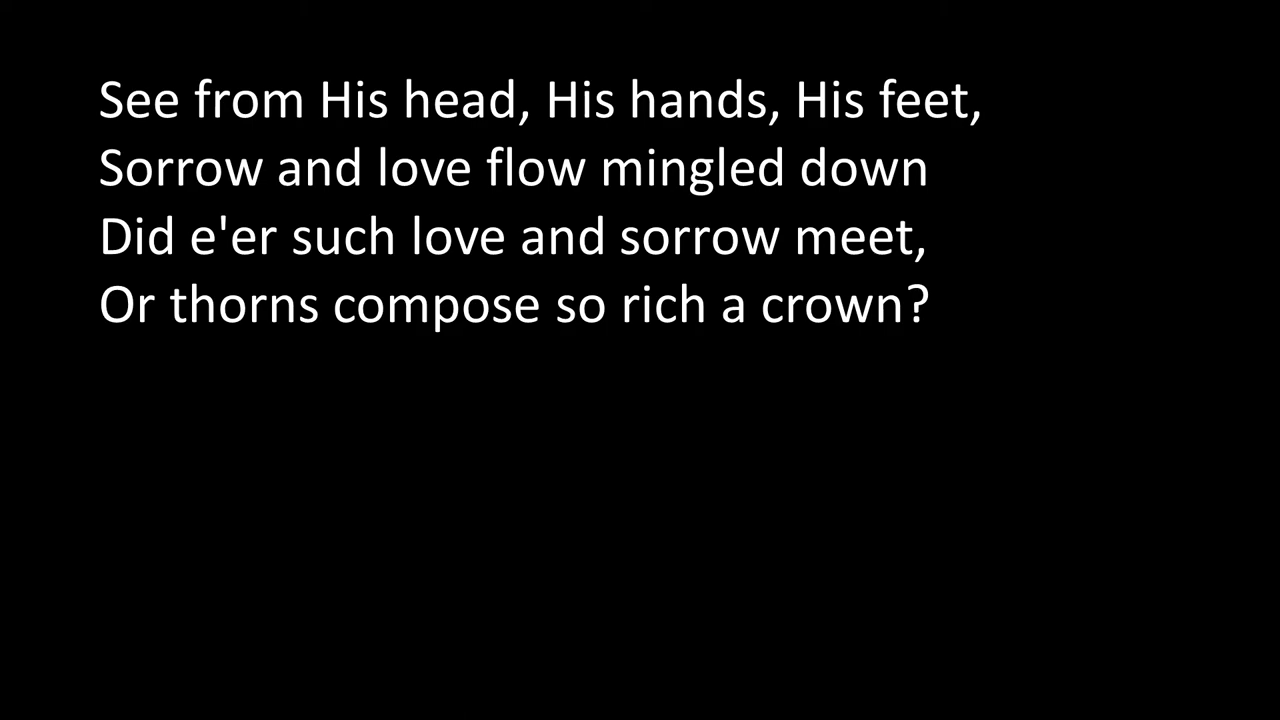 See from His head, His hands, His feet,
Sorrow and love flow mingled down
Did e'er such love and sorrow meet,
Or thorns compose so rich a crown?